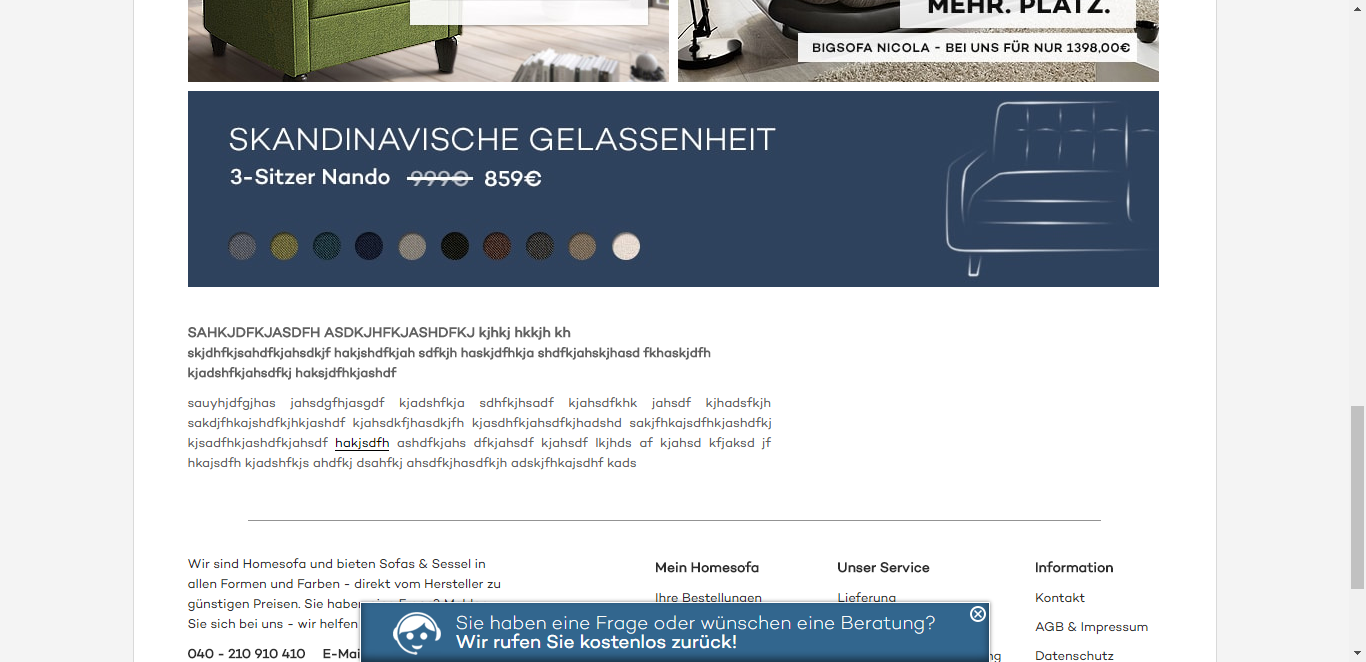 MEHR. PLATZ.
BIGSOFA NICOLA - BEI UNS FÜR NUR 1398,00€
SKANDINAVISCHE GELASSENHEIT
3-Sitzer Nando 999€ 859€
SAHKJDFKJASDFH ASDKJHFKJASHDFKJ kjhkj hkkjh kh
skjdhfkjsahdfkjahsdkjf hakjshdfkjah sdfkjh haskjdfhkja shdfkjahskjhasd fkhaskjdfh
kjadshfkjahsdfkj haksjdfhkjashdf
sauyhjdfgjhas jahsdgfhjasgdf kjadshfkja sdhfkjhsadf kjahsdfkhk jahsdf kjhadsfkjh
sakdjfhkajshdfkjhkjashdf kjahsdkfjhasdkjfh kjasdhfkjahsdfkjhadshd sakjfhkajsdfhkjashdfkj
kjsadfhkjashdfkjahsdf hakjsdfh ashdfkjahs dfkjahsdf kjahsdf lkjhds af kjahsd kfjaksd jf
hkajsdfh kjadshfkjs ahdfkj dsahfkj ahsdfkjhasdfkjh adskjfhkajsdhf kads
Wir sind Homesofa und bieten Sofas & Sessel in
allen Formen und Farben - direkt vom Hersteller zu
günstigen Preisen. Sie haben
Sie sich bei uns - wir helfen
040 - 210 910 410 E-Mai
Mein Homesofa
Ihre Bestellungen
Unser Service
Lieferung
Information
Kontakt
AGB & Impressum
Datenschutz
Sie haben eine Frage oder wünschen eine Beratung?
Wir rufen Sie kostenlos zurück!